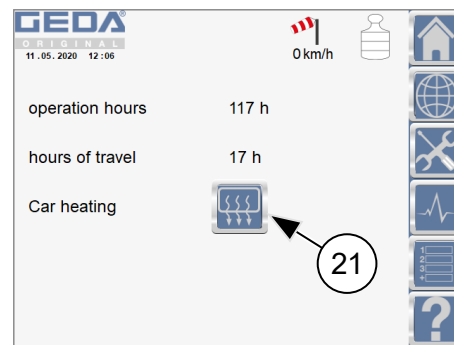 GEDA®
ORIGINAL
11.05.2020 12:06
0 km/h
operation hours 117 h
hours of travel 17 h
Car heating
21
1
2
3
+
?